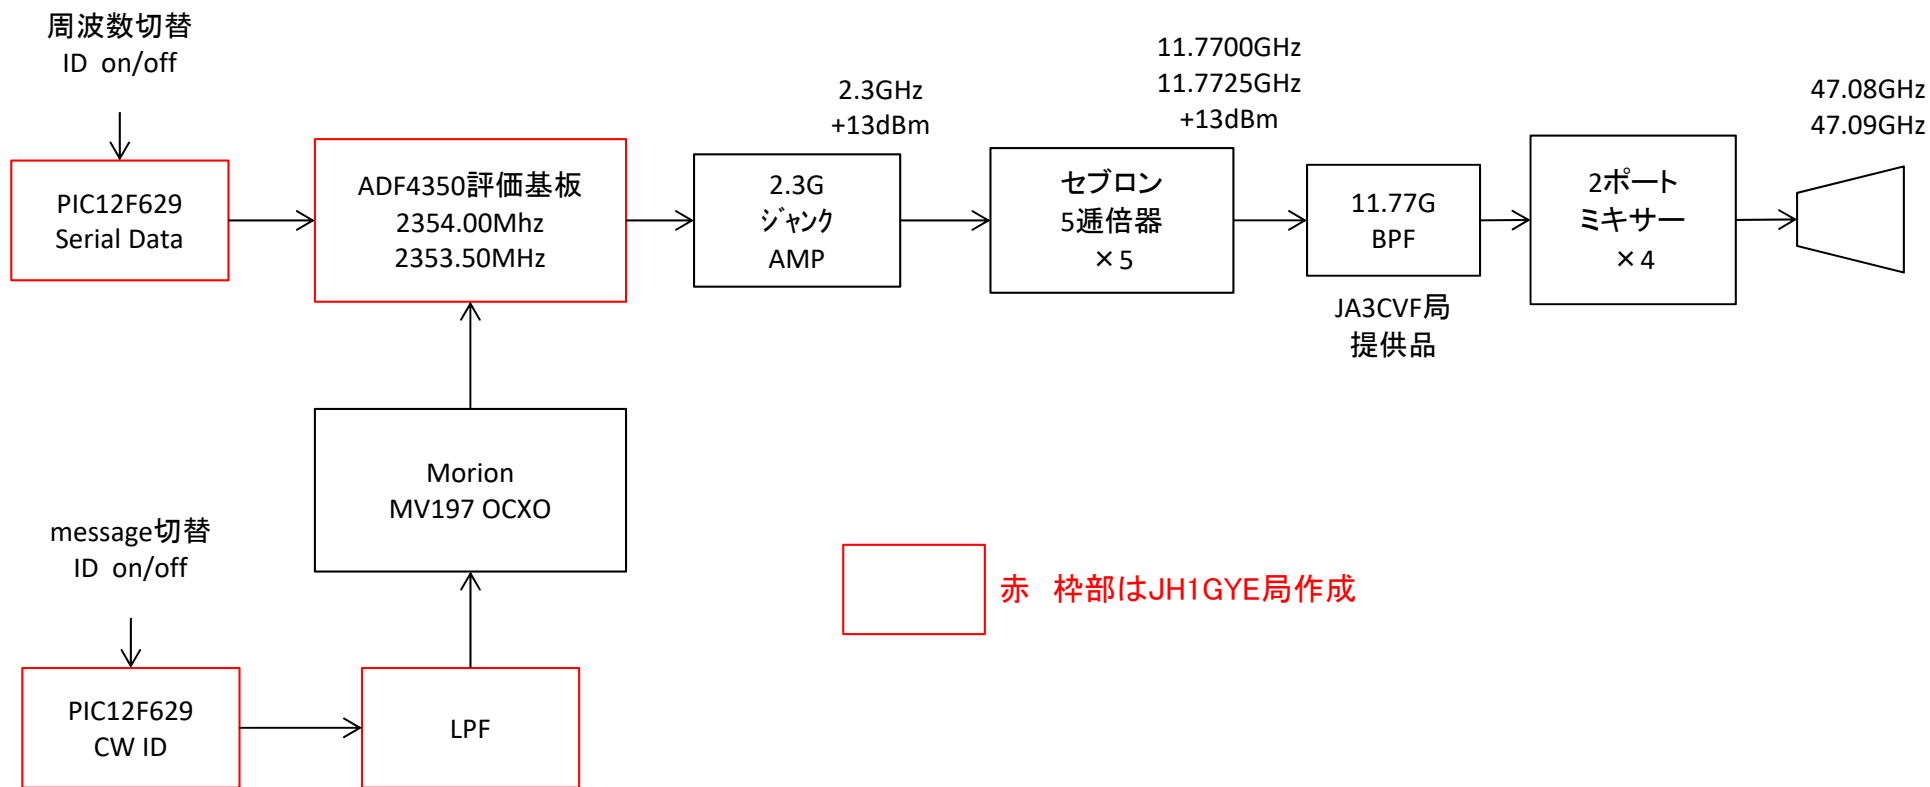 周波数切替
ID on/off
PIC12F629
Serial Data
ADF4350評価基板
2354.00Mhz
2353.50MHz
2.3GHz
+13dBm
2.3G
ジャンク
AMP
セブロン
5逓倍器
×5
11.7700GHz
11.7725GHz
+13dBm
11.77G
BPF
JA3CVF局
提供品
2ポート
ミキサー
×4
47.08GHz
47.09GHz
Morion
MV197 OCXO
message切替
ID on/off
PIC12F629
CW ID
LPF
赤 枠部はJH1GYE局作成